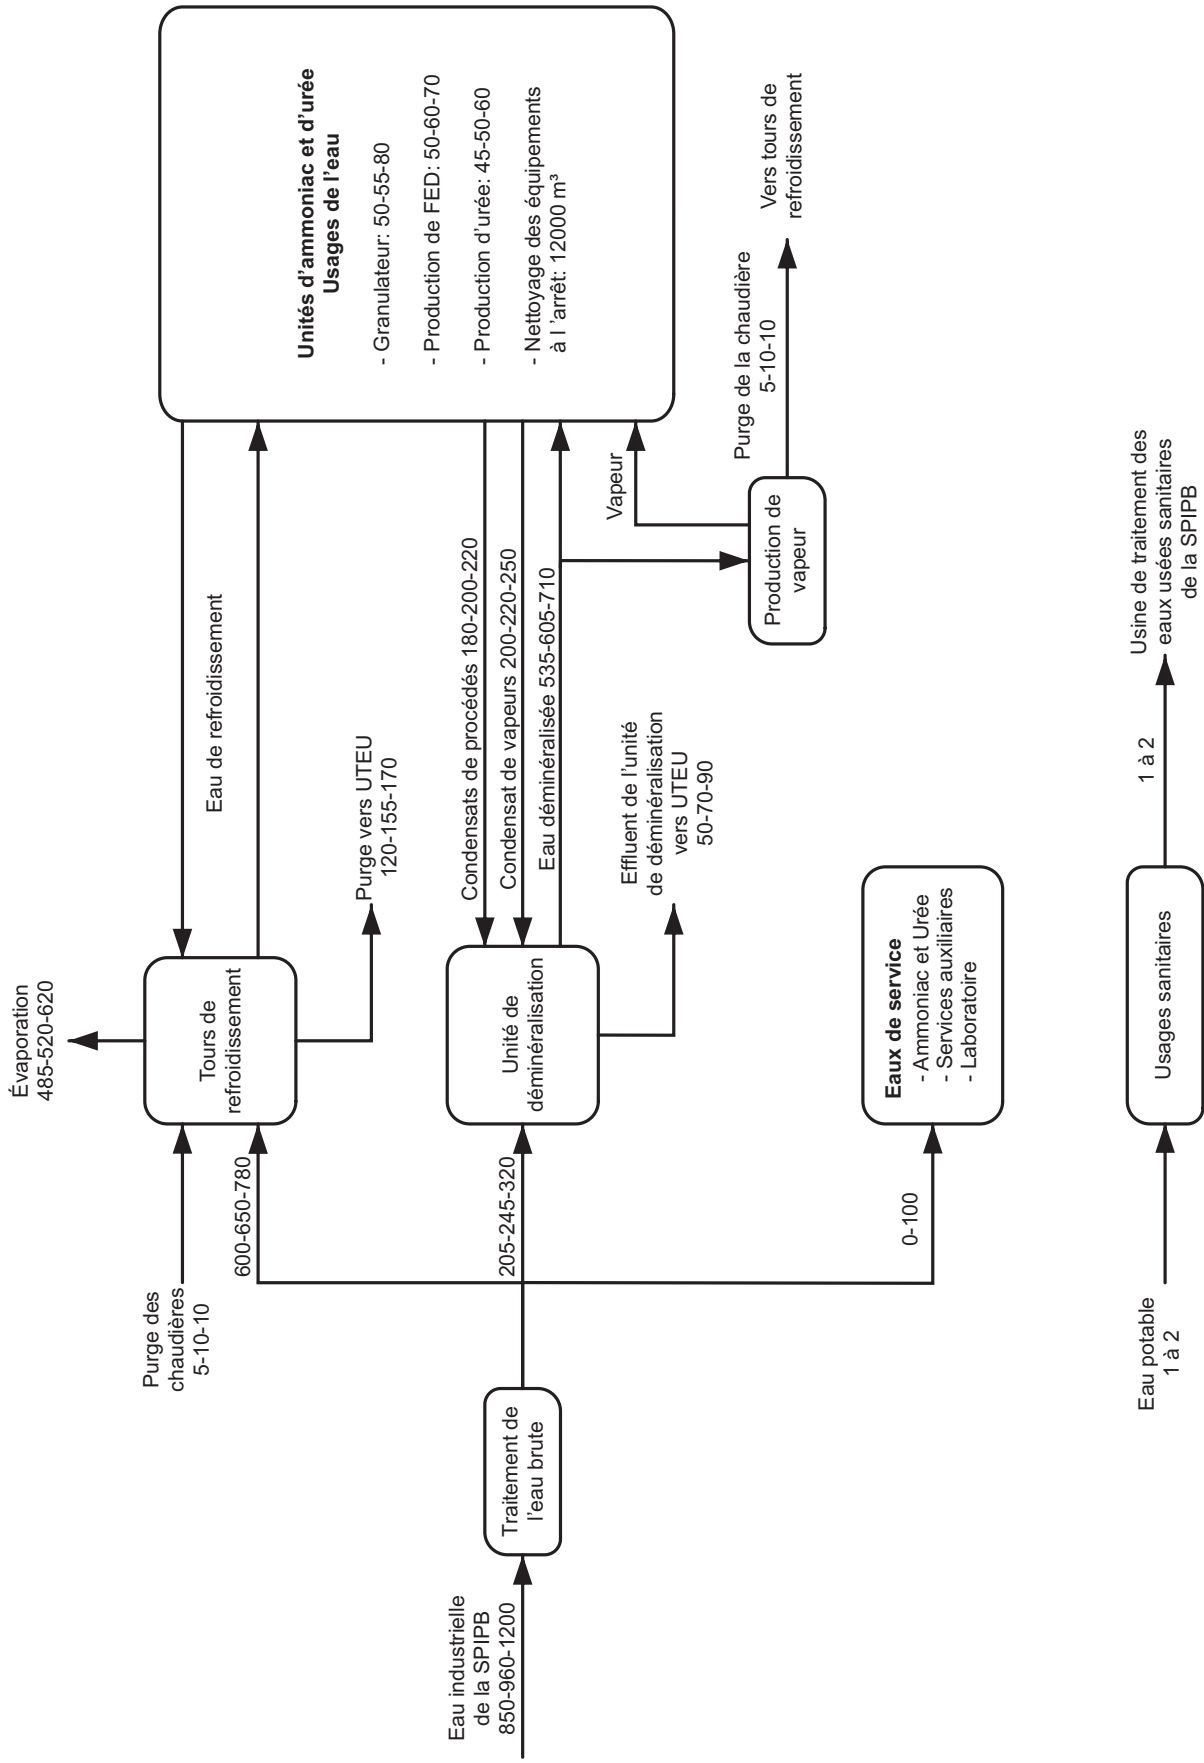 Eau industrielle
de la SPIPB
850-960-1200
Traitement de
l'eau brute
Purge des
chaudières
5-10-10
600-650-780
205-245-320
0-100
Évaporation
485-520-620
Tours de
refroidissement
Purge vers UTEU
120-155-170
Eau de refroidissement
Unité de
déminéralisation
Condensats de procédés 180-200-220
Condensat de vapeurs 200-220-250
Eau déminéralisée 535-605-710
Effluent de l'unité
de déminéralisation
vers UTEU
50-70-90
Eaux de service
- Ammoniac et Urée
- Services auxiliaires
- Laboratoire
Unités d'ammoniac et d'urée
Usages de l'eau
- Granulateur: 50-55-80
- Production de FED: 50-60-70
- Production d'urée: 45-50-60
- Nettoyage des équipements
à l 'arrêt: 12000 m³
Vapeur
Production de
vapeur
Purge de la chaudière
5-10-10
Vers tours de
refroidissement
Eau potable
1 à 2
Usages sanitaires
1 à 2
Usine de traitement des
eaux usées sanitaires
de la SPIPB